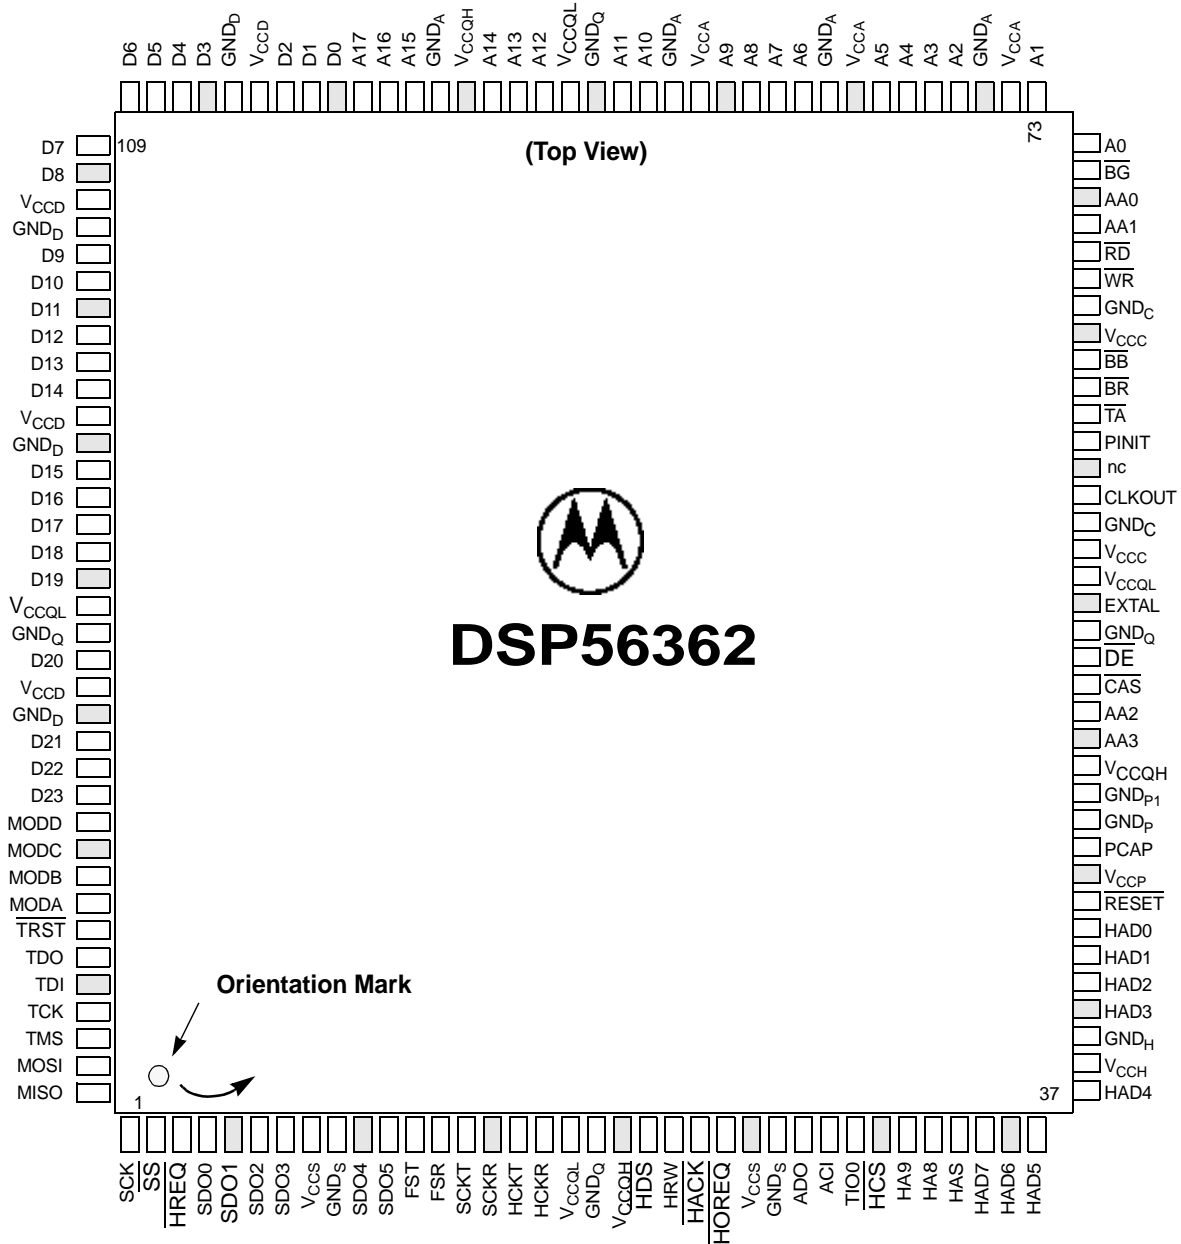 D6
D5
D4
D3
GNDD
VCCD
D2
D1
D0
A17
A16
A15
GNDA
VCCQH
A14
A13
A12
VCCQL
GNDQ
A11
A10
GNDA
VCCA
A9
A8
A7
A6
GNDA
VCCA
A5
A4
A3
A2
GNDA
VCCA
A1
109
(Top View)
73
D7
D8
VCCD
GNDD
D9
D10
D11
D12
D13
D14
VCCD
GNDD
D15
D16
D17
D18
D19
VCCQL
GNDQ
D20
VCCD
GNDD
D21
D22
D23
MODD
MODC
MODB
MODA
TRST
TDO
TDI
TCK
TMS
MOSI
MISO
DSP56362
Orientation Mark
A0
BG
AA0
AA1
RD
WR
GNDC
VCCC
BB
BR
TA
PINIT
nc
CLKOUT
GNDC
VCCC
VCCQL
EXTAL
GNDQ
DE
CAS
AA2
AA3
VCCQH
GNDP1
GNDP
PCAP
VCCP
RESET
HAD0
HAD1
HAD2
HAD3
GNDH
VCCH
HAD4
1
37
SCK
SS
HREQ
SDO0
SDO1
SDO2
SDO3
VCCS
GNDS
SDO4
SDO5
FST
FSR
SCKT
SCKR
HCKT
HCKR
VCCQL
GNDQ
VCCQH
HDS
HRW
HACK
HOREQ
VCCS
GNDS
ADO
ACI
TIO0
HCS
HA9
HA8
HAS
HAD7
HAD6
HAD5